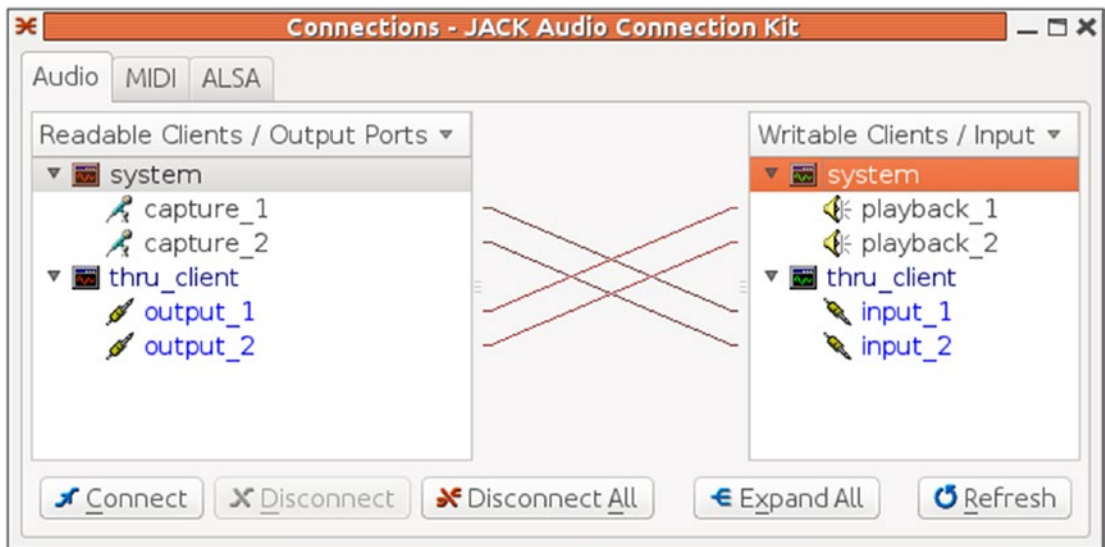 Connections - JACK Audio Connection Kit
Audio MIDI ALSA
Readable Clients / Output Ports
system
capture_1
capture_2
thru_client
output_1
output_2
Writable Clients / Input
system
playback_1
playback_2
thru_client
input_1
input_2
Connect Disconnect Disconnect All Expand All Refresh